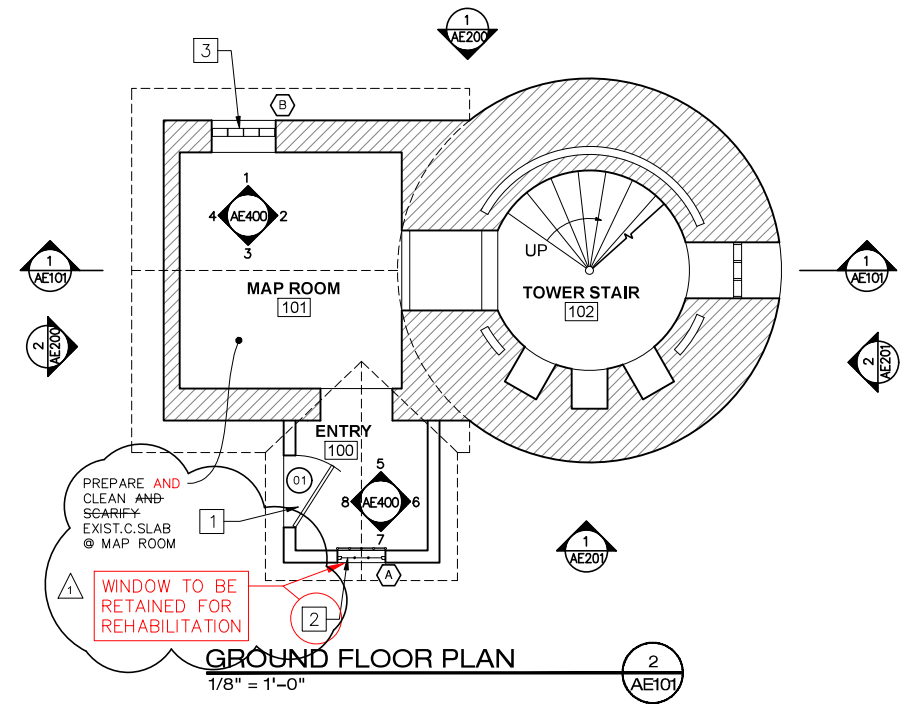 1
AE200
3
B
1
4 AE400 2
3
1
AE101
2
AE200
MAP ROOM
101
UP
TOWER STAIR
102
1
AE101
2
AE201
ENTRY
100
01
5
8 AE400 6
7
1
AE201
PREPARE AND
CLEAN AND
SCARIFY
EXIST.C.SLAB
@ MAP ROOM
1
1
WINDOW TO BE
RETAINED FOR
REHABILITATION
2
A
GROUND FLOOR PLAN
1/8" = 1'-0"
2
AE101